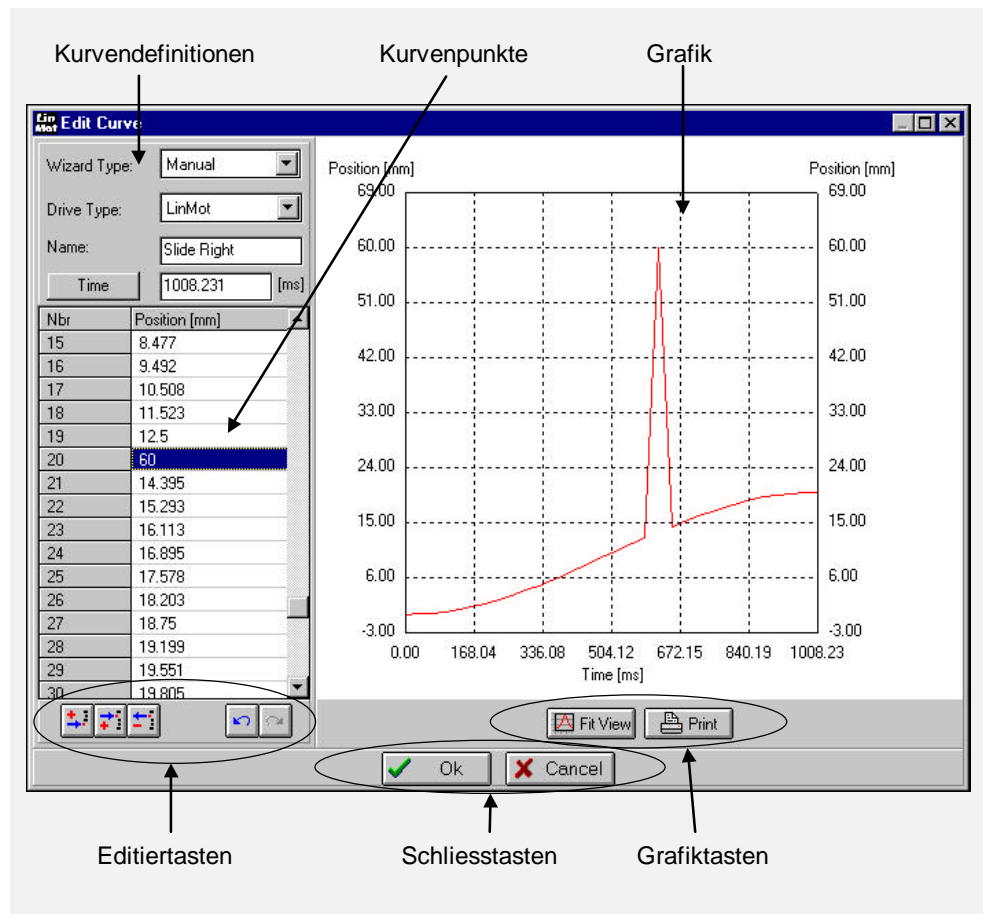 Kurvendefinitionen Kurvenpunkte Grafik
Lin Mot Edit Curve
Wizard Type: Manual
Drive Type: LinMot
Name: Slide Right
Time 1008.231 [ms]
Nbr Position [mm]
15 8.477
16 9.492
17 10.508
18 11.523
19 12.5
20 60
21 14.395
22 15.293
23 16.113
24 16.895
25 17.578
26 18.203
27 18.75
28 19.199
29 19.551
30 19.805
Position [mm] Position [mm]
69.00 69.00
60.00 60.00
51.00 51.00
42.00 42.00
33.00 33.00
24.00 24.00
15.00 15.00
6.00 6.00
-3.00 -3.00
0.00 168.04 336.08 504.12 672.15 840.19 1008.23
Time [ms]
Fit View Print
Ok Cancel
Editiertasten Schliesstasten Grafiktasten